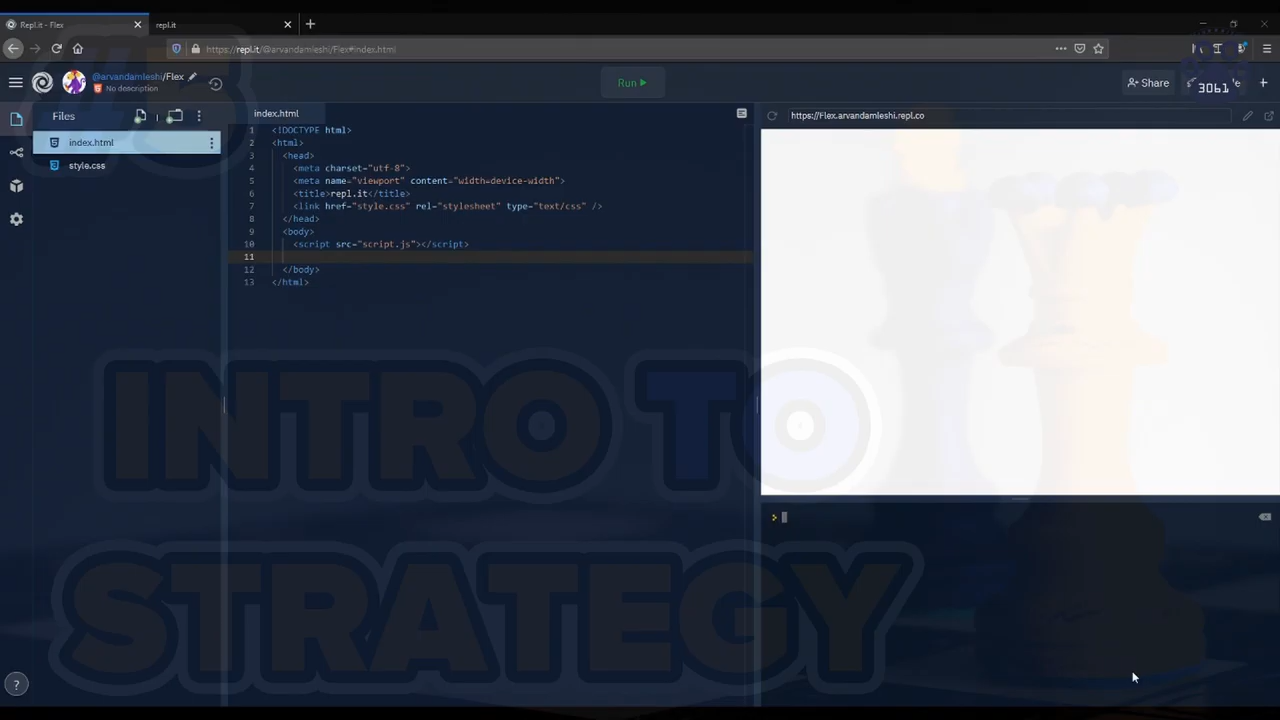 Repl.it - Flex
repl.it
https://repl.it/@arvandamleshi/Flex#index.html
@arvandamleshi/Flex
No description
Run
Share
3061
Files
index.html
style.css
index.html
https://Flex.arvandamleshi.repl.co
1 <!DOCTYPE html>
2 <html>
3 <head>
4 <meta charset="utf-8">
5 <meta name="viewport" content="width=device-width">
6 <title>repl.it</title>
7 <link href="style.css" rel="stylesheet" type="text/css" />
8 </head>
9 <body>
10 <script src="script.js"></script>
11
12 </body>
13 </html>
INTRO TO
STRATEGY
?